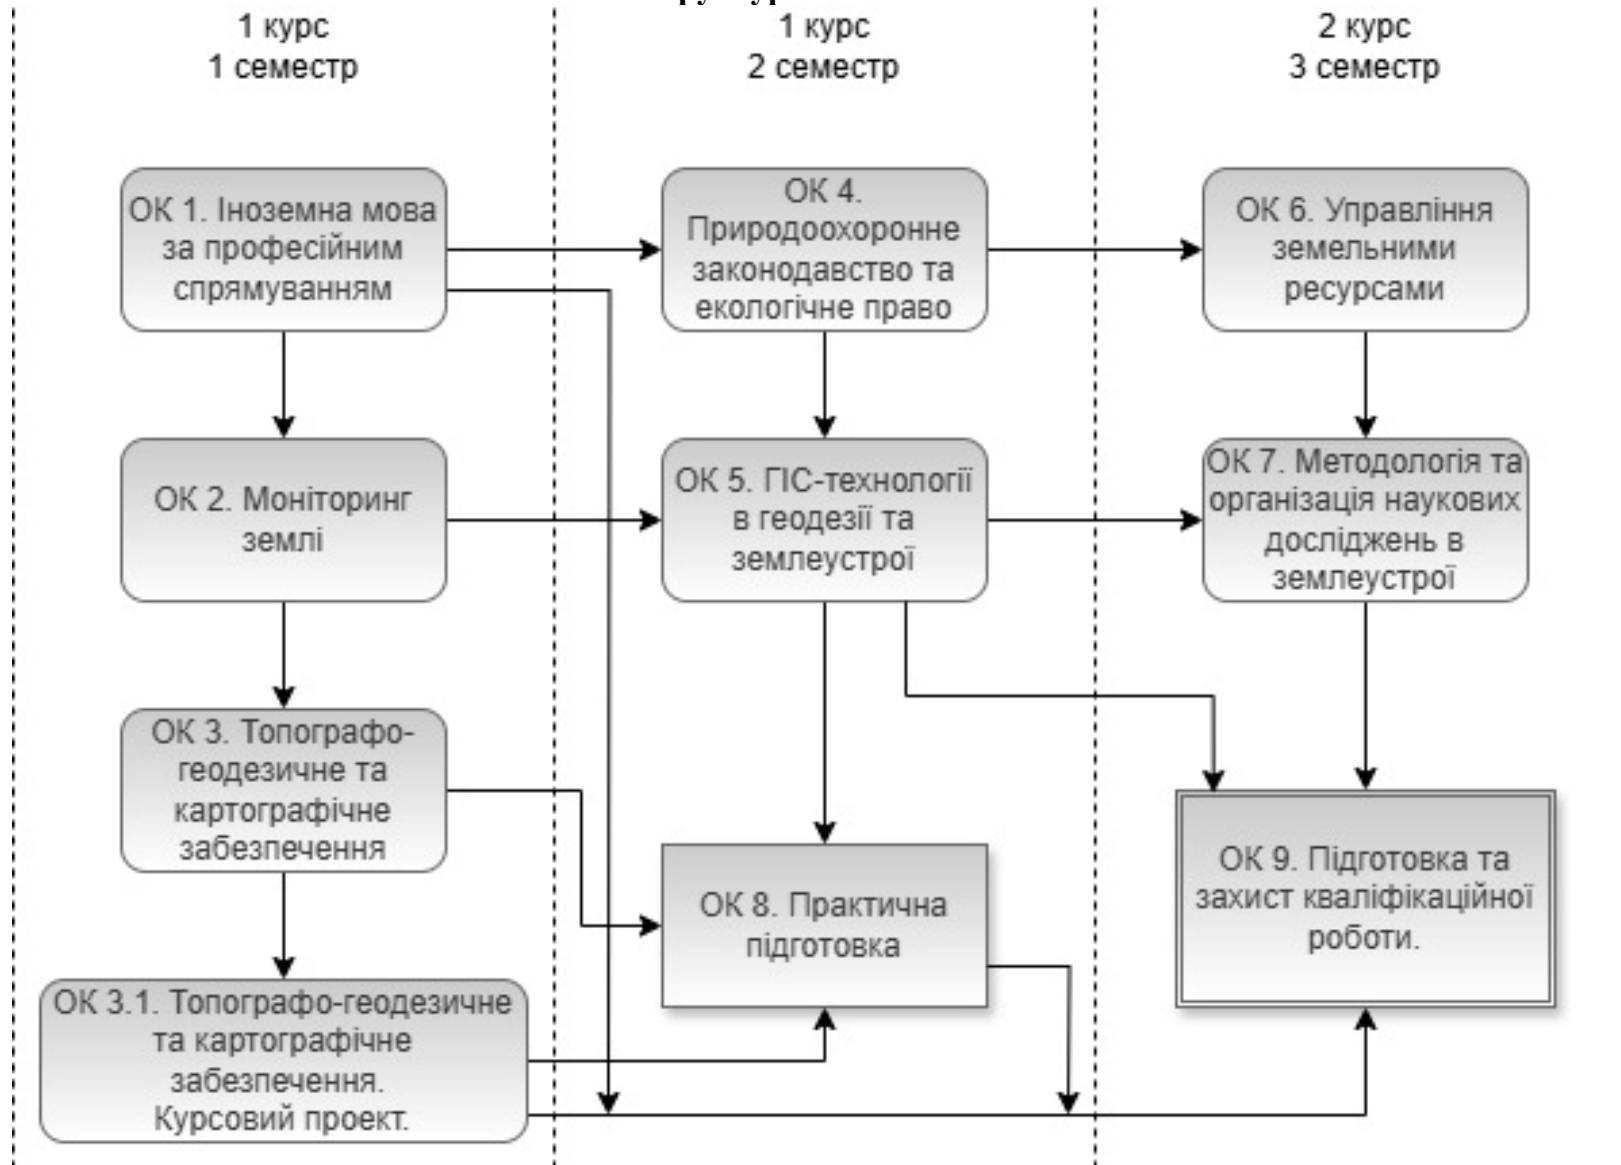 1 курс
1 семестр
1 курс
2 семестр
2 курс
3 семестр
ОК 1. Іноземна мова
за професійним
спрямуванням
ОК 4.
Природоохоронне
законодавство та
екологічне право
ОК 6. Управління
земельними
ресурсами
ОК 2. Моніторинг
землі
ОК 5. ГІС-технології
в геодезії та
землеустрої
ОК 7. Методологія та
організація наукових
досліджень в
землеустрої
ОК 3. Топографо-
геодезичне та
картографічне
забезпечення
ОК 8. Практична
підготовка
ОК 9. Підготовка та
захист кваліфікаційної
роботи.
ОК 3.1. Топографо-геодезичне
та картографічне
забезпечення.
Курсовий проект.